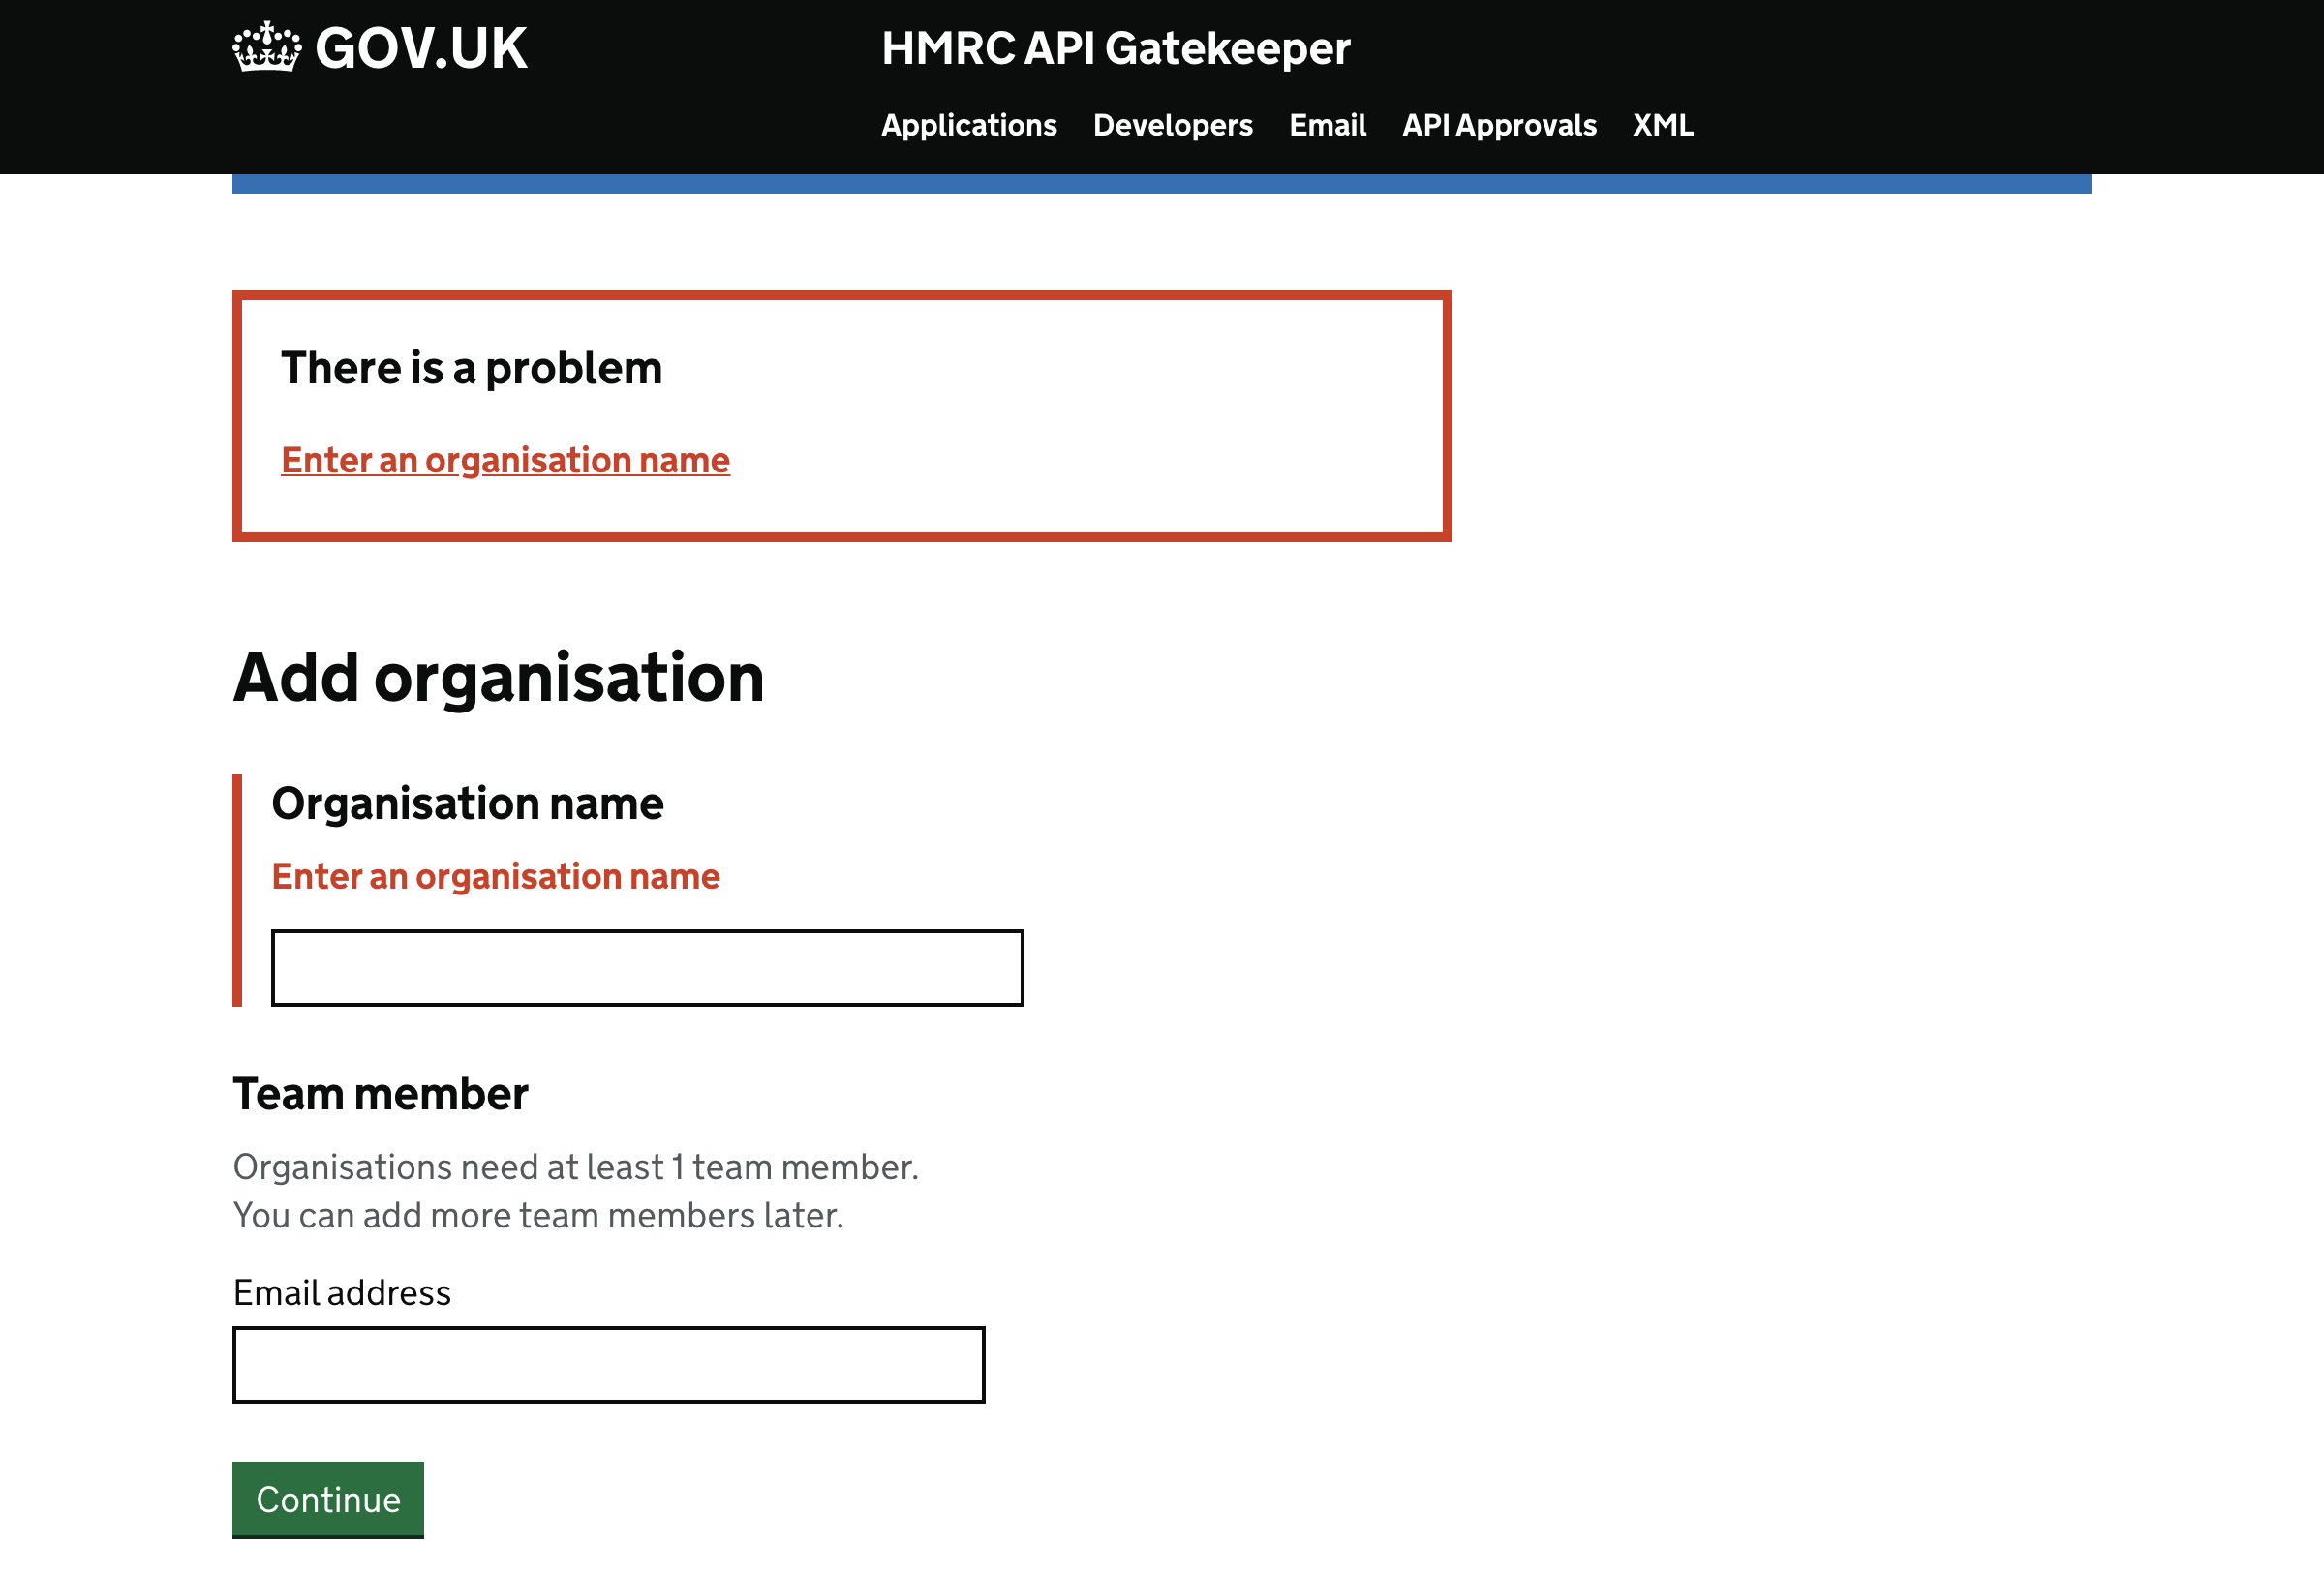 GOV.UK
HMRC API Gatekeeper
Applications Developers Email API Approvals XML
There is a problem
Enter an organisation name
Add organisation
Organisation name
Enter an organisation name
Team member
Organisations need at least 1 team member.
You can add more team members later.
Email address
Continue